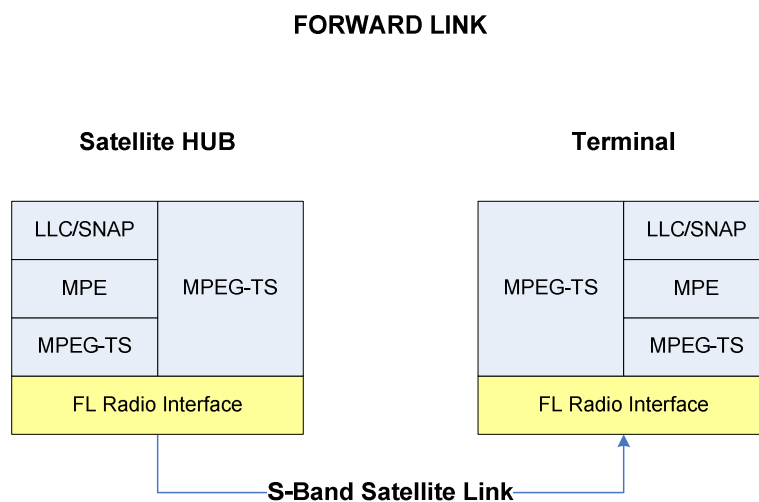 FORWARD LINK
Satellite HUB
LLC/SNAP
MPE
MPEG-TS
MPEG-TS
FL Radio Interface
Terminal
MPEG-TS
LLC/SNAP
MPE
MPEG-TS
FL Radio Interface
S-Band Satellite Link